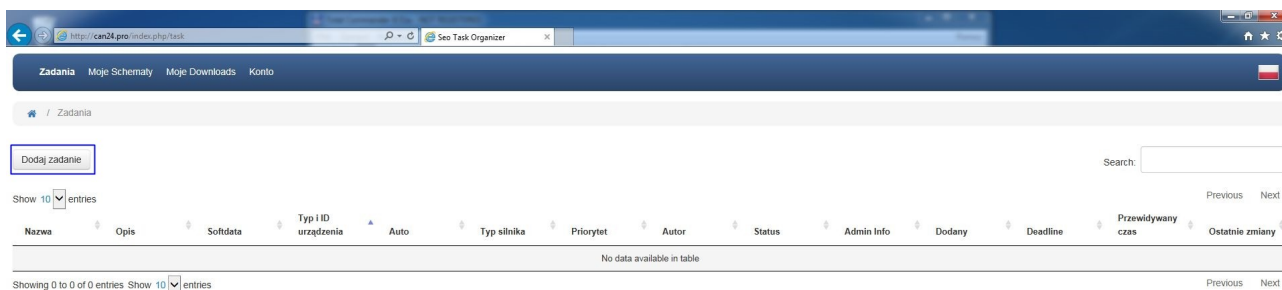 http://can24.pro/index.php/task
Seo Task Organizer
Zadania Moje Schematy Moje Downloads Konto
/ Zadania
Dodaj zadanie
Search:
Show 10 entries
Previous Next
Nazwa Opis Softdata Typ i ID urządzenia Auto Typ silnika Priorytet Autor Status Admin Info Dodany Deadline Przewidywany czas Ostatnie zmiany
No data available in table
Showing 0 to 0 of 0 entries Show 10 entries
Previous Next